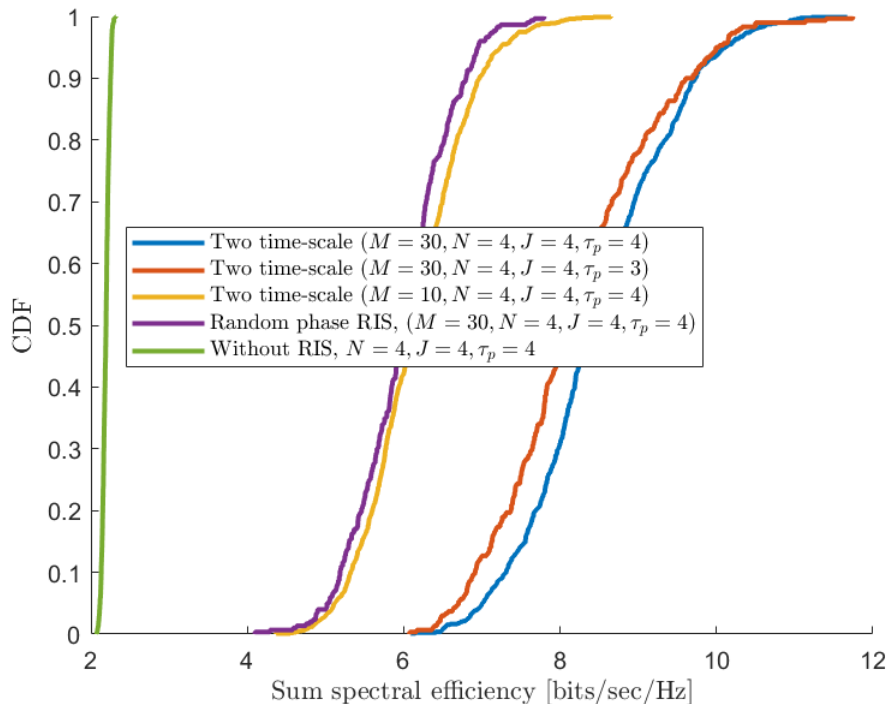 1
0.9
0.8
0.7
0.6
0.5
0.4
0.3
0.2
0.1
0
CDF
Two time-scale (M = 30, N = 4, J = 4, τp = 4)
Two time-scale (M = 30, N = 4, J = 4, τp = 3)
Two time-scale (M = 10, N = 4, J = 4, τp = 4)
Random phase RIS, (M = 30, N = 4, J = 4, τp = 4)
Without RIS, N = 4, J = 4, τp = 4
2 4 6 8 10 12
Sum spectral efficiency [bits/sec/Hz]